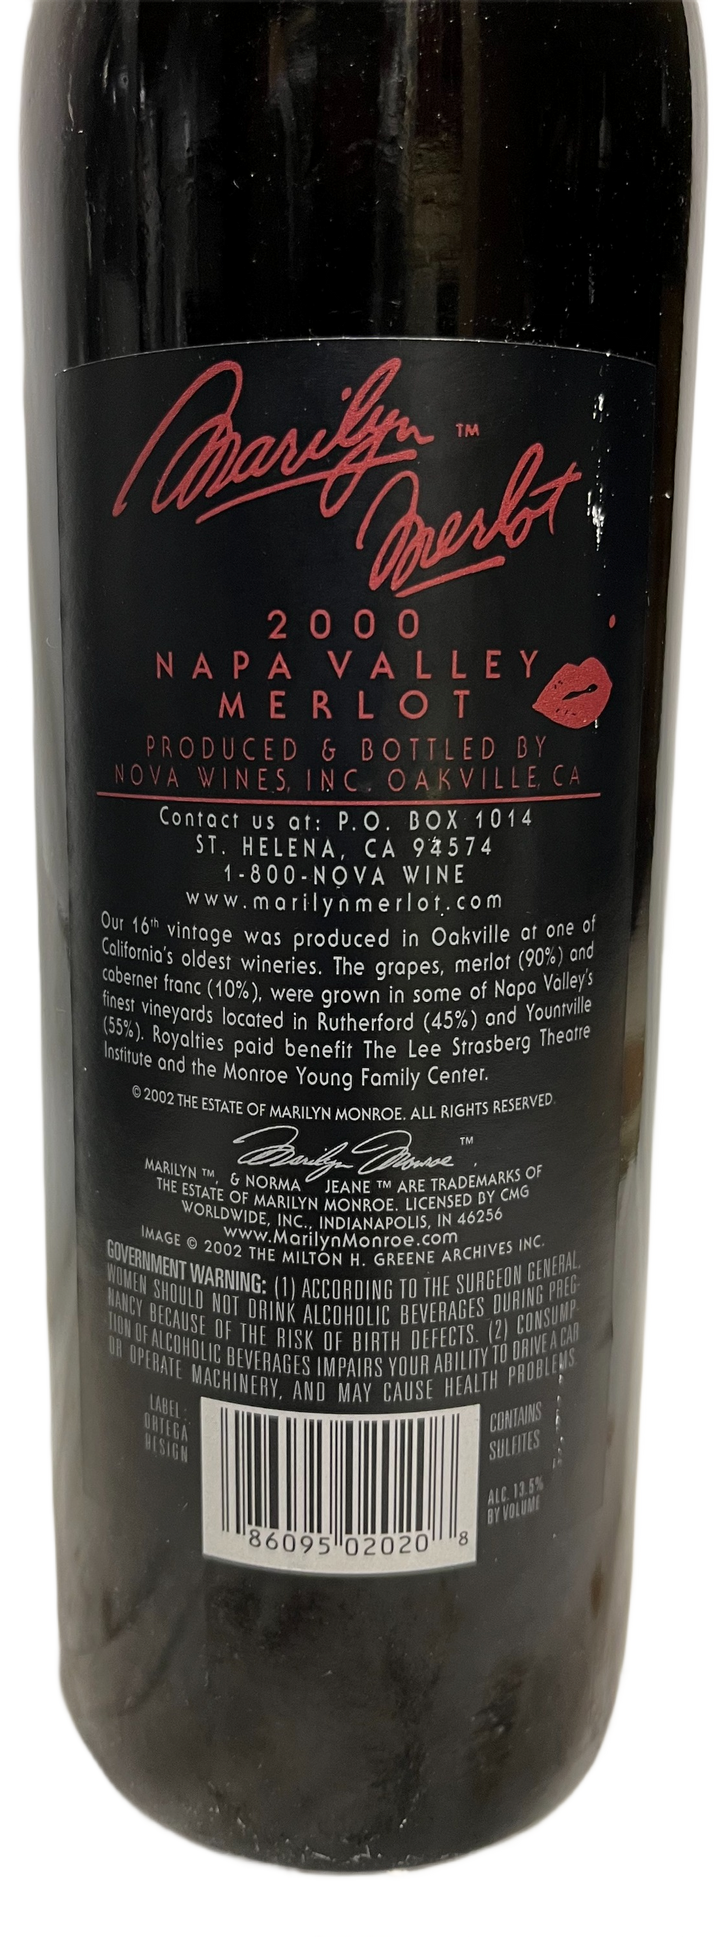 Marilyn ™
Merlot
2000
NAPA VALLEY
MERLOT
PRODUCED & BOTTLED BY
NOVA WINES, INC. OAKVILLE, CA
Contact us at: P.O. BOX 1014
ST. HELENA, CA 94574
1-800-NOVA WINE
www.marilynmerlot.com
Our 16th vintage was produced in Oakville at one of
California's oldest wineries. The grapes, merlot (90%) and
cabernet franc (10%), were grown in some of Napa Valley's
finest vineyards located in Rutherford (45%) and Yountville
(55%). Royalties paid benefit The Lee Strasberg Theatre
Institute and the Monroe Young Family Center.
© 2002 THE ESTATE OF MARILYN MONROE. ALL RIGHTS RESERVED.
Marilyn Monroe ™
MARILYN ™, & NORMA JEANE ™ ARE TRADEMARKS OF
THE ESTATE OF MARILYN MONROE. LICENSED BY CMG
WORLDWIDE, INC., INDIANAPOLIS, IN 46256
www.MarilynMonroe.com
IMAGE © 2002 THE MILTON H. GREENE ARCHIVES INC.
GOVERNMENT WARNING: (1) ACCORDING TO THE SURGEON GENERAL,
WOMEN SHOULD NOT DRINK ALCOHOLIC BEVERAGES DURING PREG-
NANCY BECAUSE OF THE RISK OF BIRTH DEFECTS. (2) CONSUMP-
TION OF ALCOHOLIC BEVERAGES IMPAIRS YOUR ABILITY TO DRIVE A CAR
OR OPERATE MACHINERY, AND MAY CAUSE HEALTH PROBLEMS.
LABEL:
ORTEGA
DESIGN
CONTAINS
SULFITES
ALC. 13.5%
BY VOLUME
86095 02020 8